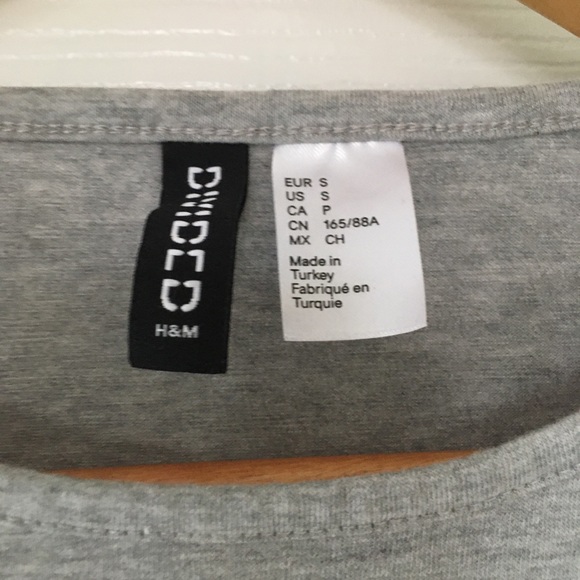 DIVIDED
H&M
EUR S
US S
CA P
CN 165/88A
MX CH
Made in
Turkey
Fabriqué en
Turquie